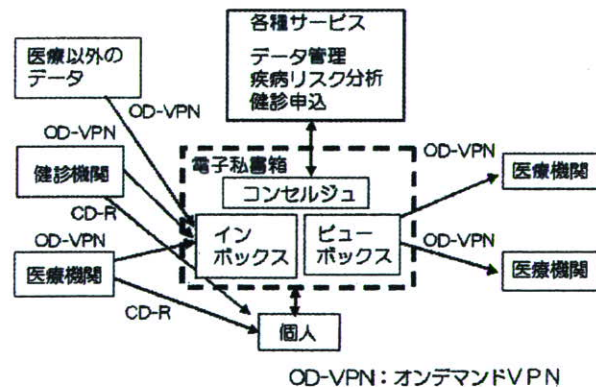 各種サービス
データ管理
疾病リスク分析
健診申込
医療以外の
データ
OD-VPN
OD-VPN
健診機関
CD-R
OD-VPN
医療機関
CD-R
電子私書箱
コンセルジュ
イン
ボックス
ビュー
ボックス
個人
OD-VPN
医療機関
OD-VPN
医療機関
OD-VPN：オンデマンドVPN